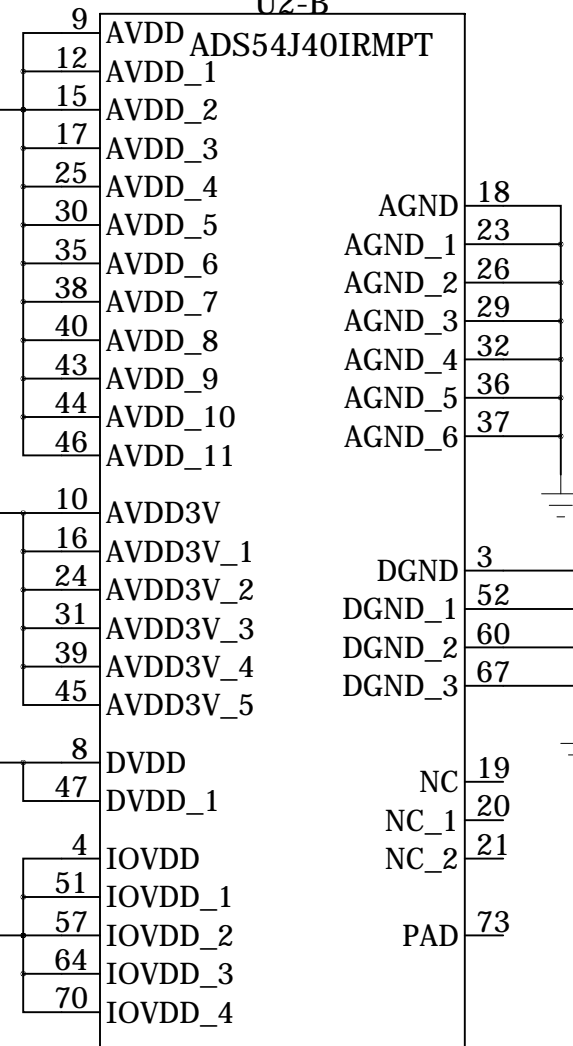 U2-B
ADS54J40IRMPT
9 AVDD
12 AVDD_1
15 AVDD_2
17 AVDD_3
25 AVDD_4
30 AVDD_5
35 AVDD_6
38 AVDD_7
40 AVDD_8
43 AVDD_9
44 AVDD_10
46 AVDD_11
10 AVDD3V
16 AVDD3V_1
24 AVDD3V_2
31 AVDD3V_3
39 AVDD3V_4
45 AVDD3V_5
8 DVDD
47 DVDD_1
4 IOVDD
51 IOVDD_1
57 IOVDD_2
64 IOVDD_3
70 IOVDD_4
AGND 18
AGND_1 23
AGND_2 26
AGND_3 29
AGND_4 32
AGND_5 36
AGND_6 37
DGND 3
DGND_1 52
DGND_2 60
DGND_3 67
NC 19
NC_1 20
NC_2 21
PAD 73